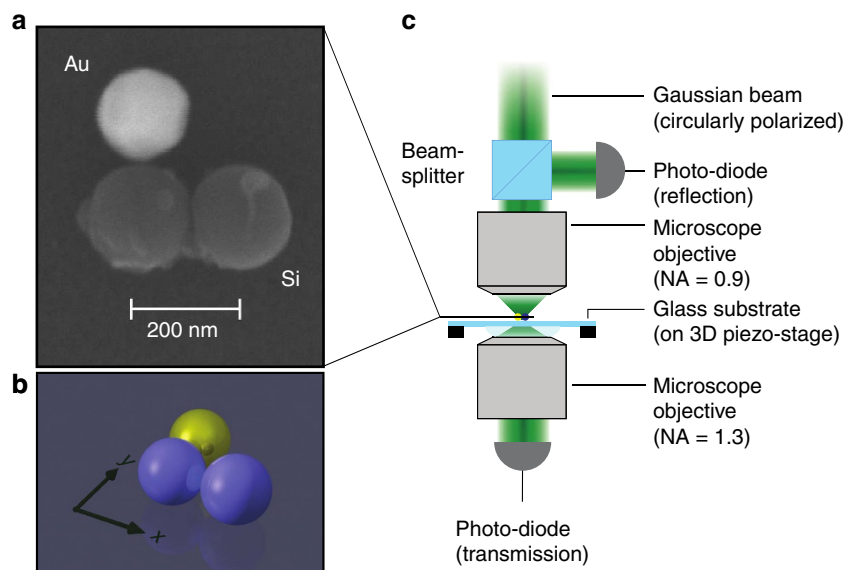 a
Au
Si
200 nm
b
y
x
c
Gaussian beam
(circularly polarized)
Beam-
splitter
Photo-diode
(reflection)
Microscope
objective
(NA = 0.9)
Glass substrate
(on 3D piezo-stage)
Microscope
objective
(NA = 1.3)
Photo-diode
(transmission)